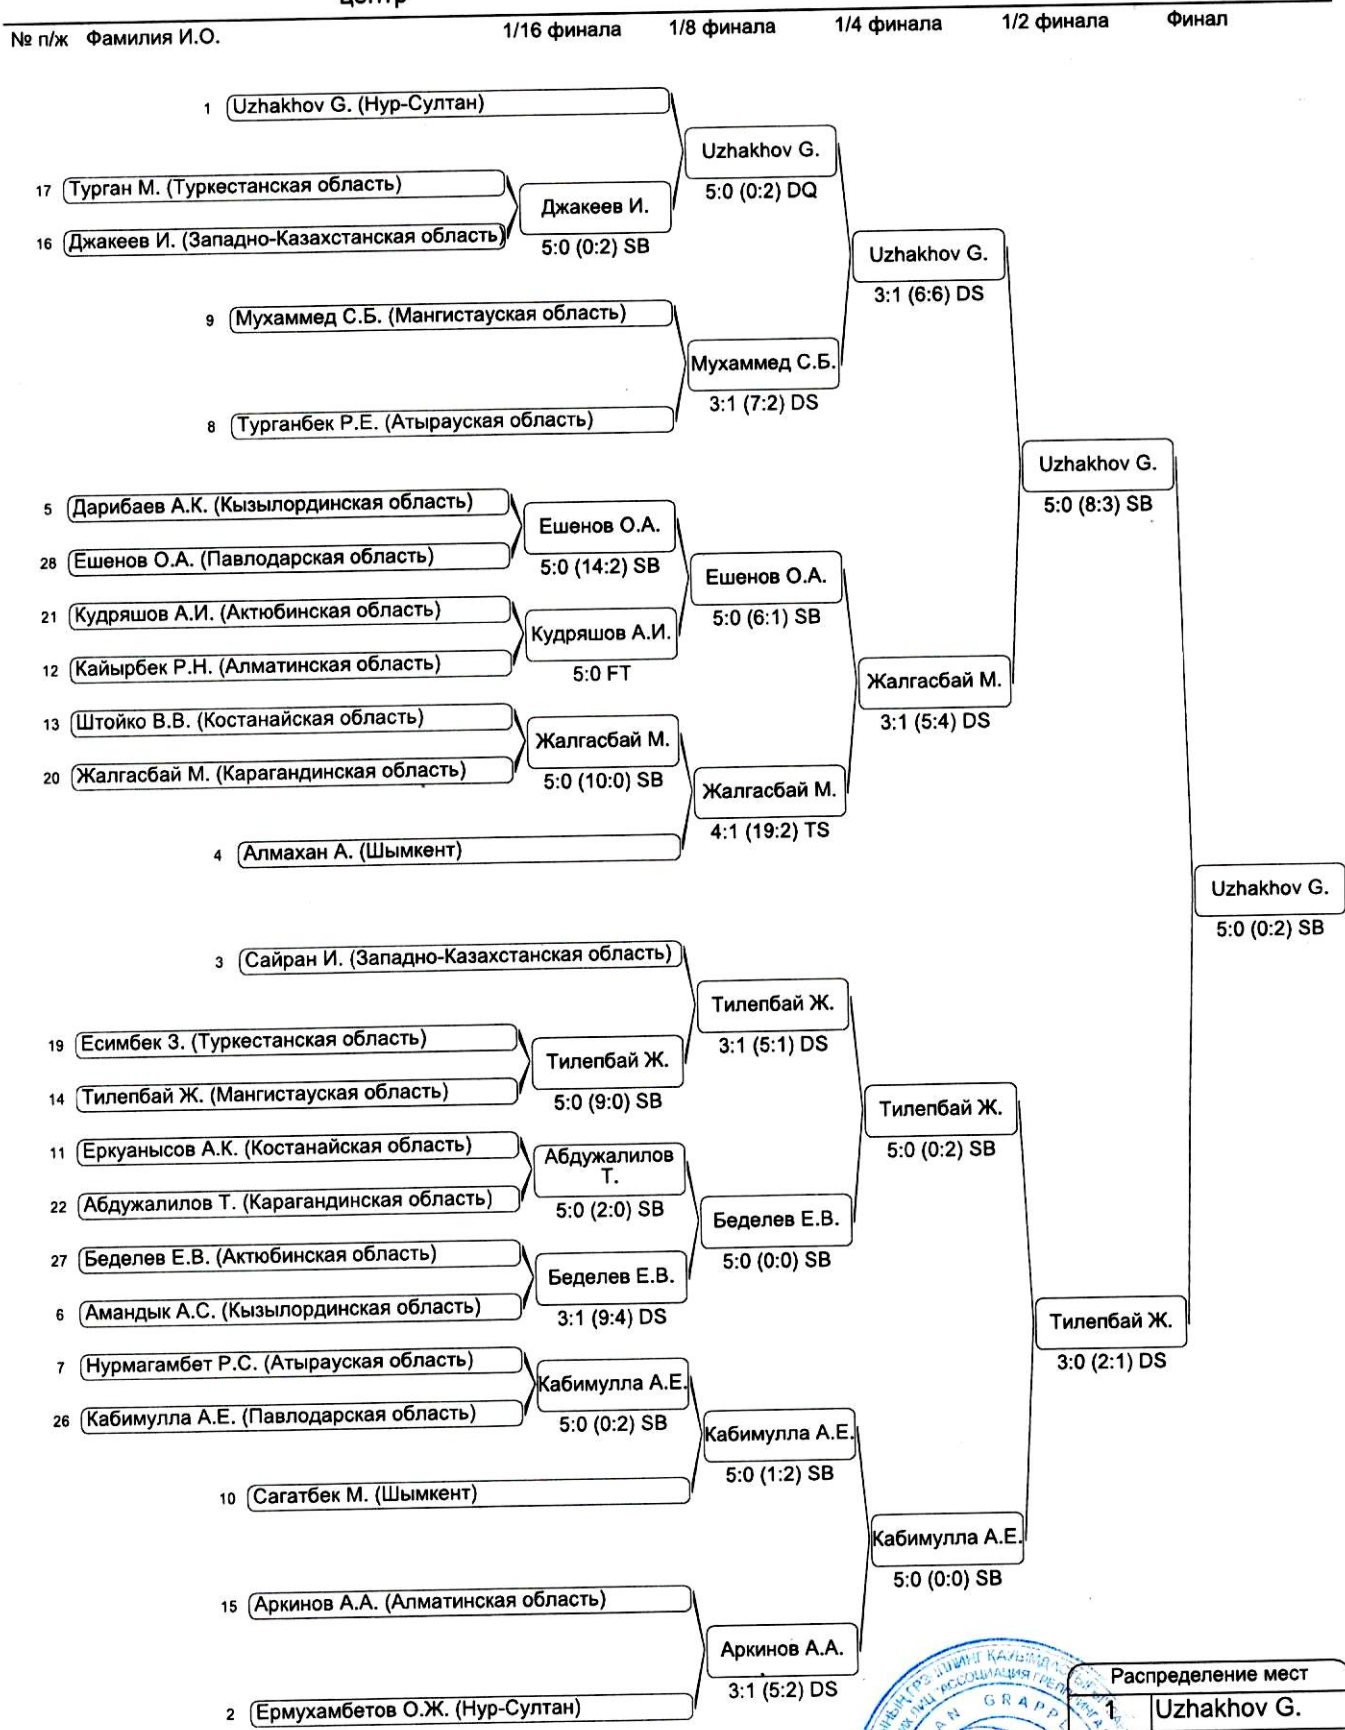 № п/ж Фамилия И.О. 1/16 финала 1/8 финала 1/4 финала 1/2 финала Финал
1 Uzhakhov G. (Нур-Султан)
Uzhakhov G.
5:0 (0:2) DQ
17 Турган М. (Туркестанская область)
Джакеев И.
5:0 (0:2) SB
16 Джакеев И. (Западно-Казахстанская область)
Uzhakhov G.
3:1 (6:6) DS
9 Мухаммед С.Б. (Мангистауская область)
Мухаммед С.Б.
3:1 (7:2) DS
8 Турганбек Р.Е. (Атырауская область)
Uzhakhov G.
5:0 (8:3) SB
5 Дарибаев А.К. (Кызылординская область)
Ешенов О.А.
5:0 (14:2) SB
28 Ешенов О.А. (Павлодарская область)
Ешенов О.А.
5:0 (6:1) SB
21 Кудряшов А.И. (Актюбинская область)
Кудряшов А.И.
5:0 FT
12 Кайырбек Р.Н. (Алматинская область)
Жалгасбай М.
3:1 (5:4) DS
13 Штойко В.В. (Костанайская область)
Жалгасбай М.
5:0 (10:0) SB
20 Жалгасбай М. (Карагандинская область)
Жалгасбай М.
4:1 (19:2) TS
4 Алмахан А. (Шымкент)
Uzhakhov G.
5:0 (0:2) SB
3 Сайран И. (Западно-Казахстанская область)
Тилепбай Ж.
3:1 (5:1) DS
19 Есимбек З. (Туркестанская область)
Тилепбай Ж.
5:0 (9:0) SB
14 Тилепбай Ж. (Мангистауская область)
Тилепбай Ж.
5:0 (0:2) SB
11 Еркуанысов А.К. (Костанайская область)
Абдужалилов
Т.
5:0 (2:0) SB
22 Абдужалилов Т. (Карагандинская область)
Беделев Е.В.
5:0 (0:0) SB
27 Беделев Е.В. (Актюбинская область)
Беделев Е.В.
3:1 (9:4) DS
6 Амандык А.С. (Кызылординская область)
Тилепбай Ж.
3:0 (2:1) DS
7 Нурмагамбет Р.С. (Атырауская область)
Кабимулла А.Е.
5:0 (0:2) SB
26 Кабимулла А.Е. (Павлодарская область)
Кабимулла А.Е.
5:0 (1:2) SB
10 Сагатбек М. (Шымкент)
Кабимулла А.Е.
5:0 (0:0) SB
15 Аркинов А.А. (Алматинская область)
Аркинов А.А.
3:1 (5:2) DS
2 Ермухамбетов О.Ж. (Нур-Султан)
Распределение мест
1 Uzhakhov G.